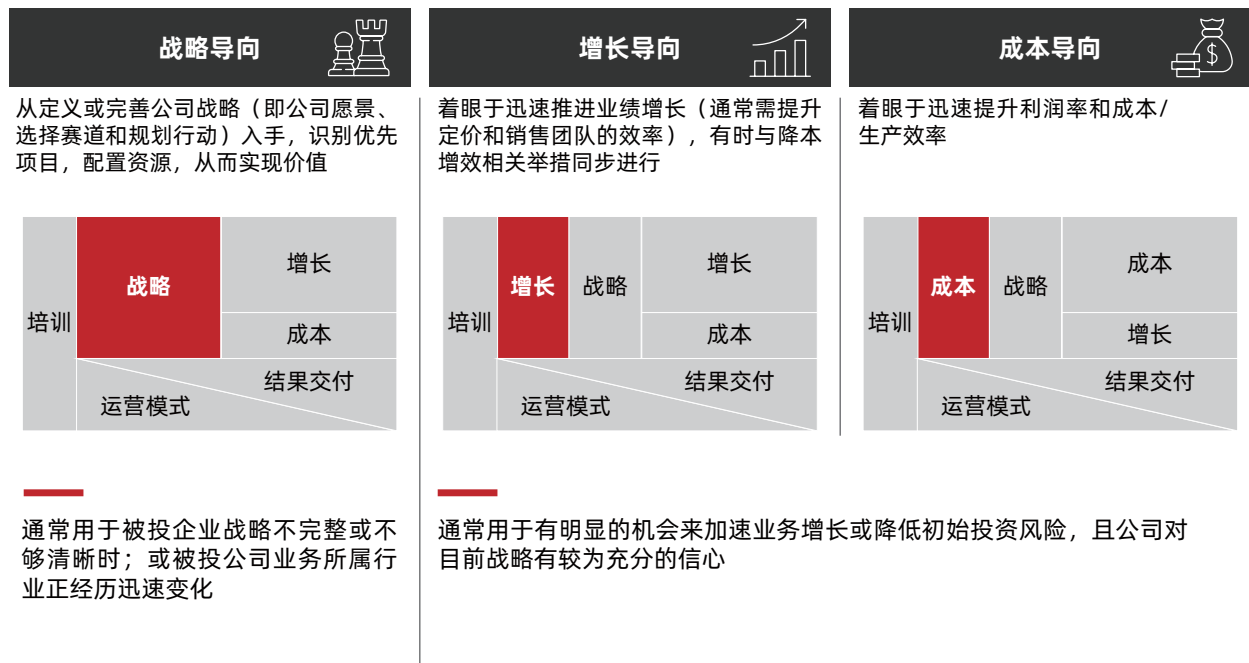 战略导向
从定义或完善公司战略（即公司愿景、
选择赛道和规划行动）入手，识别优先
项目，配置资源，从而实现价值
培训
战略
增长
成本
结果交付
运营模式
通常用于被投企业战略不完整或不
够清晰时；或被投公司业务所属行
业正经历迅速变化
增长导向
着眼于迅速推进业绩增长（通常需提升
定价和销售团队的效率），有时与降本
增效相关举措同步进行
培训
增长
战略
增长
成本
结果交付
运营模式
成本导向
$
着眼于迅速提升利润率和成本/
生产效率
培训
成本
战略
成本
增长
结果交付
运营模式
通常用于有明显的机会来加速业务增长或降低初始投资风险，且公司对
目前战略有较为充分的信心